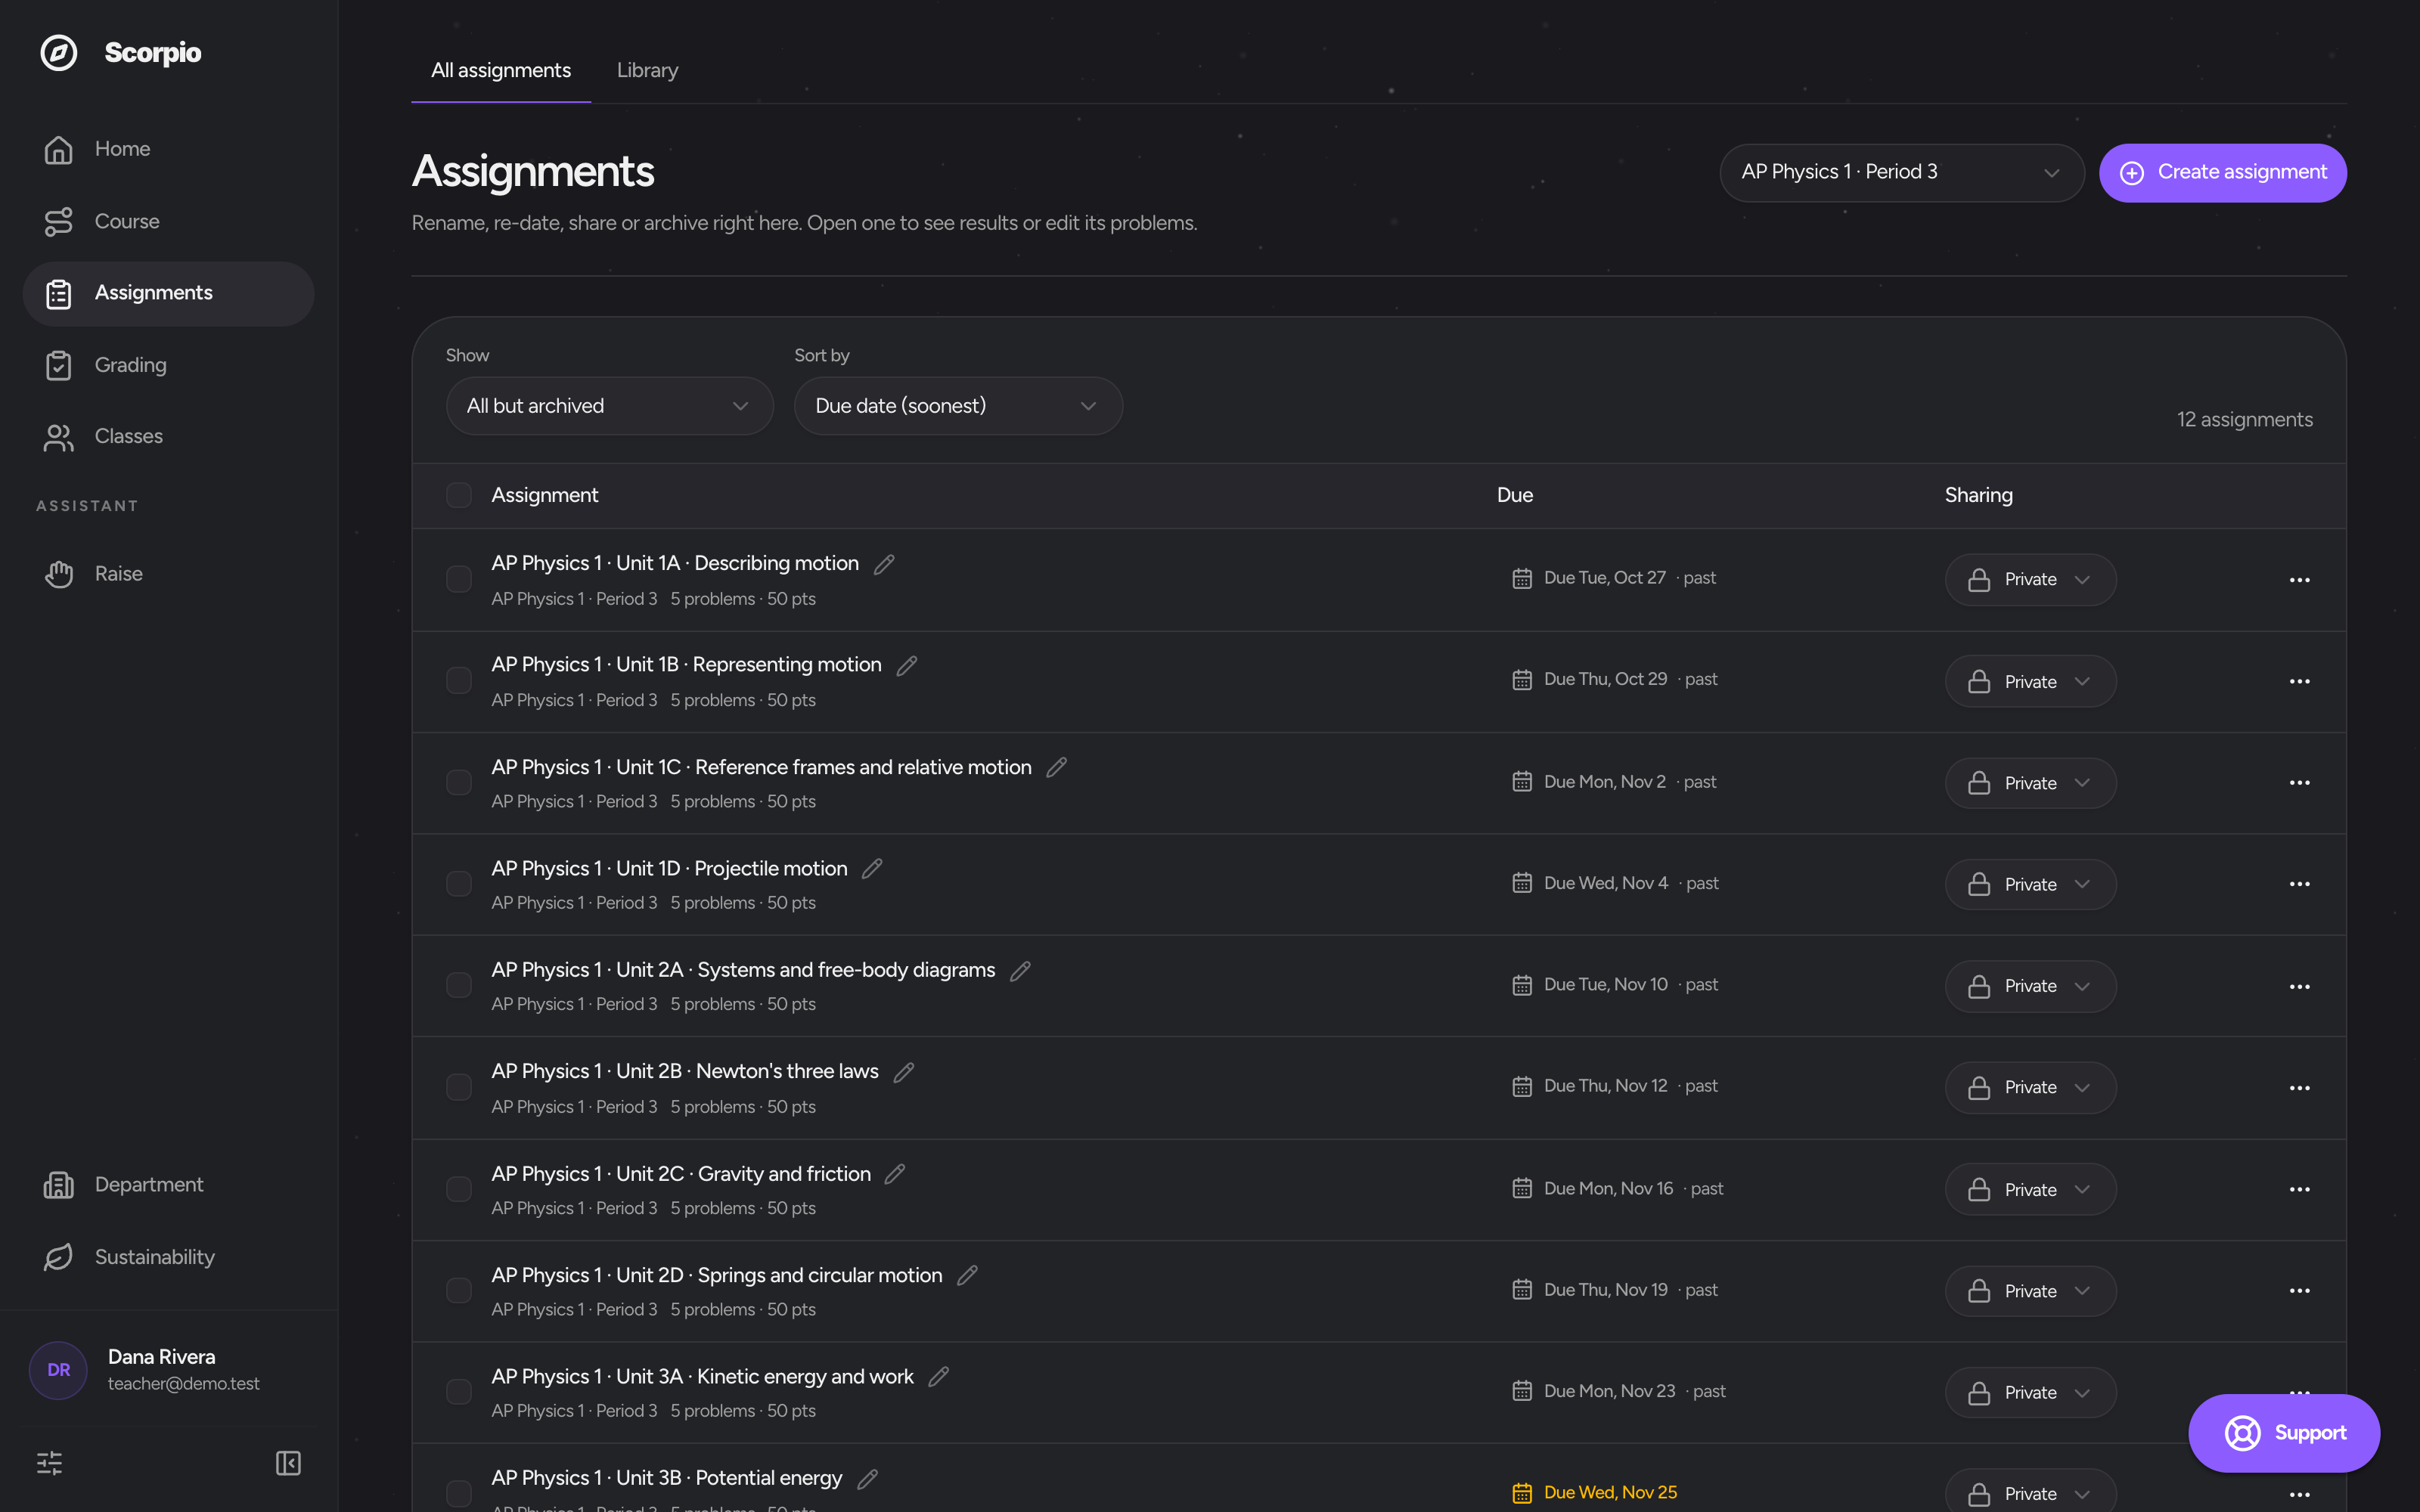 Scorpio
Home
Course
Assignments
Grading
Classes
ASSISTANT
Raise
Department
Sustainability
DR
Dana Rivera
teacher@demo.test
All assignments
Library
Assignments
Rename, re-date, share or archive right here. Open one to see results or edit its problems.
AP Physics 1 · Period 3
Create assignment
Show
Sort by
All but archived
Due date (soonest)
12 assignments
Assignment
Due
Sharing
AP Physics 1 · Unit 1A · Describing motion
AP Physics 1 · Period 3 5 problems · 50 pts
Due Tue, Oct 27 · past
Private
AP Physics 1 · Unit 1B · Representing motion
AP Physics 1 · Period 3 5 problems · 50 pts
Due Thu, Oct 29 · past
Private
AP Physics 1 · Unit 1C · Reference frames and relative motion
AP Physics 1 · Period 3 5 problems · 50 pts
Due Mon, Nov 2 · past
Private
AP Physics 1 · Unit 1D · Projectile motion
AP Physics 1 · Period 3 5 problems · 50 pts
Due Wed, Nov 4 · past
Private
AP Physics 1 · Unit 2A · Systems and free-body diagrams
AP Physics 1 · Period 3 5 problems · 50 pts
Due Tue, Nov 10 · past
Private
AP Physics 1 · Unit 2B · Newton's three laws
AP Physics 1 · Period 3 5 problems · 50 pts
Due Thu, Nov 12 · past
Private
AP Physics 1 · Unit 2C · Gravity and friction
AP Physics 1 · Period 3 5 problems · 50 pts
Due Mon, Nov 16 · past
Private
AP Physics 1 · Unit 2D · Springs and circular motion
AP Physics 1 · Period 3 5 problems · 50 pts
Due Thu, Nov 19 · past
Private
AP Physics 1 · Unit 3A · Kinetic energy and work
AP Physics 1 · Period 3 5 problems · 50 pts
Due Mon, Nov 23 · past
Private
AP Physics 1 · Unit 3B · Potential energy
Due Wed, Nov 25
Private
Support